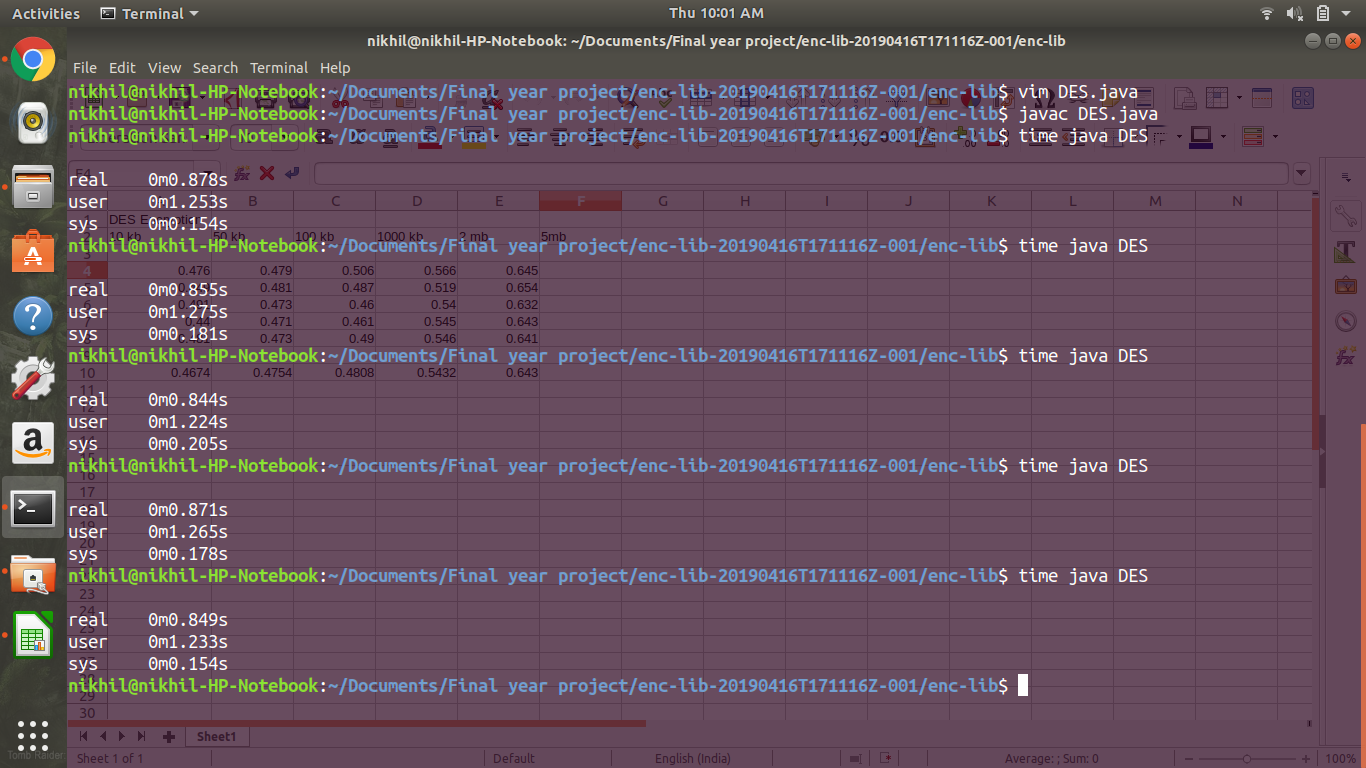 Activities Terminal Thu 10:01 AM
nikhil@nikhil-HP-Notebook: ~/Documents/Final year project/enc-lib-20190416T171116Z-001/enc-lib
File Edit View Search Terminal Help
nikhil@nikhil-HP-Notebook:~/Documents/Final year project/enc-lib-20190416T171116Z-001/enc-lib$ vim DES.java
nikhil@nikhil-HP-Notebook:~/Documents/Final year project/enc-lib-20190416T171116Z-001/enc-lib$ javac DES.java
nikhil@nikhil-HP-Notebook:~/Documents/Final year project/enc-lib-20190416T171116Z-001/enc-lib$ time java DES
real 0m0.878s
user 0m1.253s
sys 0m0.154s
nikhil@nikhil-HP-Notebook:~/Documents/Final year project/enc-lib-20190416T171116Z-001/enc-lib$ time java DES
real 0m0.855s
user 0m1.275s
sys 0m0.181s
nikhil@nikhil-HP-Notebook:~/Documents/Final year project/enc-lib-20190416T171116Z-001/enc-lib$ time java DES
real 0m0.844s
user 0m1.224s
sys 0m0.205s
nikhil@nikhil-HP-Notebook:~/Documents/Final year project/enc-lib-20190416T171116Z-001/enc-lib$ time java DES
real 0m0.871s
user 0m1.265s
sys 0m0.178s
nikhil@nikhil-HP-Notebook:~/Documents/Final year project/enc-lib-20190416T171116Z-001/enc-lib$ time java DES
real 0m0.849s
user 0m1.233s
sys 0m0.154s
nikhil@nikhil-HP-Notebook:~/Documents/Final year project/enc-lib-20190416T171116Z-001/enc-lib$
B C D E F G H I J K L M N
DES
10 kb 50 kb 100 kb 1000 kb 2 mb 5mb
4 0.476 0.479 0.506 0.566 0.645
0.481 0.487 0.519 0.654
0.473 0.46 0.54 0.632
0.44 0.471 0.461 0.545 0.643
0.473 0.49 0.546 0.641
10 0.4674 0.4754 0.4808 0.5432 0.643
11
12
16
17
23
24
29
30
Sheet1
Sheet 1 of 1 Default English (India) Average: ; Sum: 0 100%
Tomb Raider